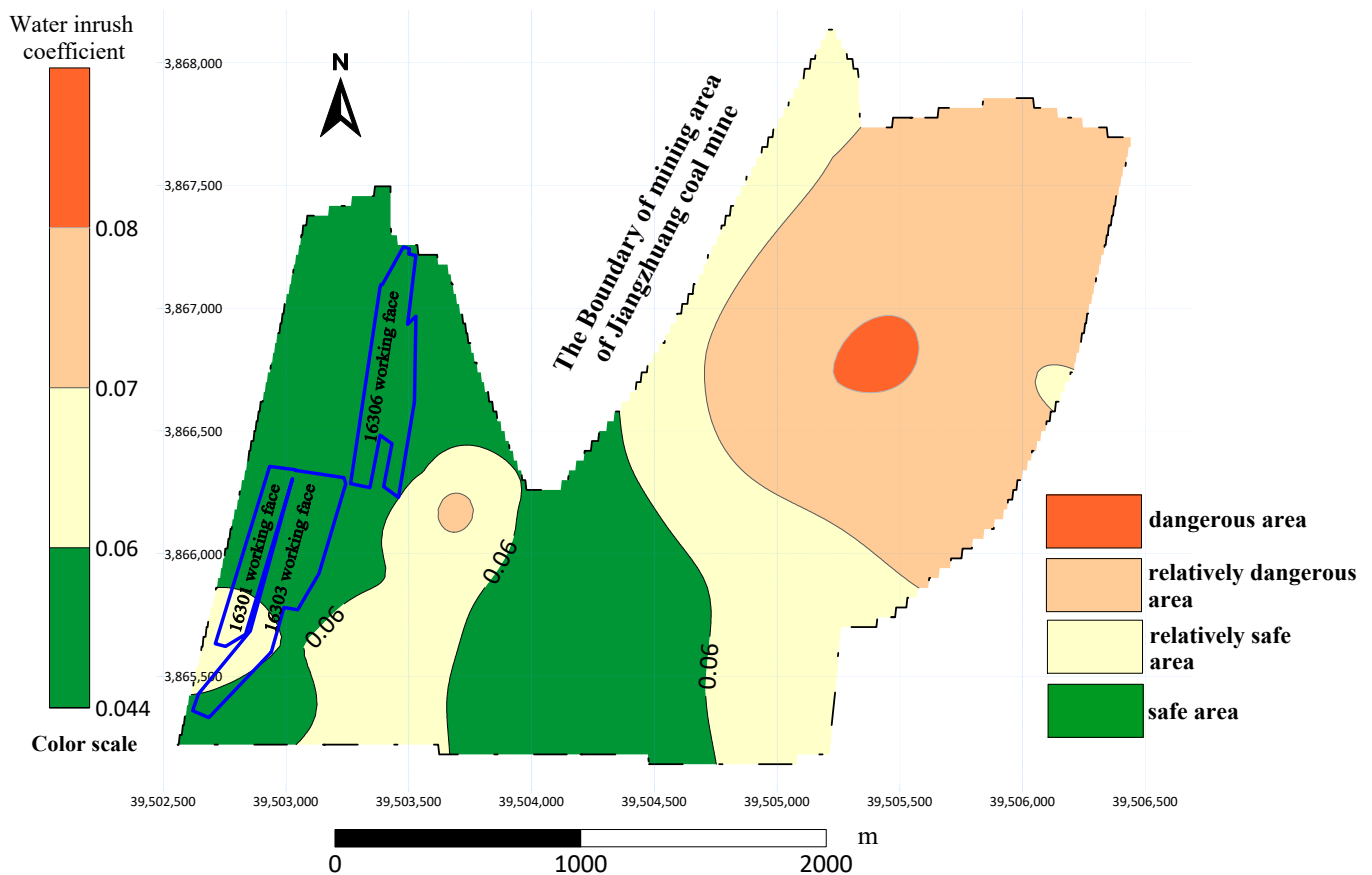 Water inrush
coefficient
0.08
0.07
0.06
0.044
Color scale
N
3,868,000
3,867,500
3,867,000
3,866,500
3,866,000
3,865,500
The Boundary of mining area
of Jiangzhuang coal mine
16306 working face
16301 working face
16303 working face
0.06
0.06
0.06
dangerous area
relatively dangerous
area
relatively safe
area
safe area
39,502,500
39,503,000
39,503,500
39,504,000
39,504,500
39,505,000
39,505,500
39,506,000
39,506,500
m
0
1000
2000